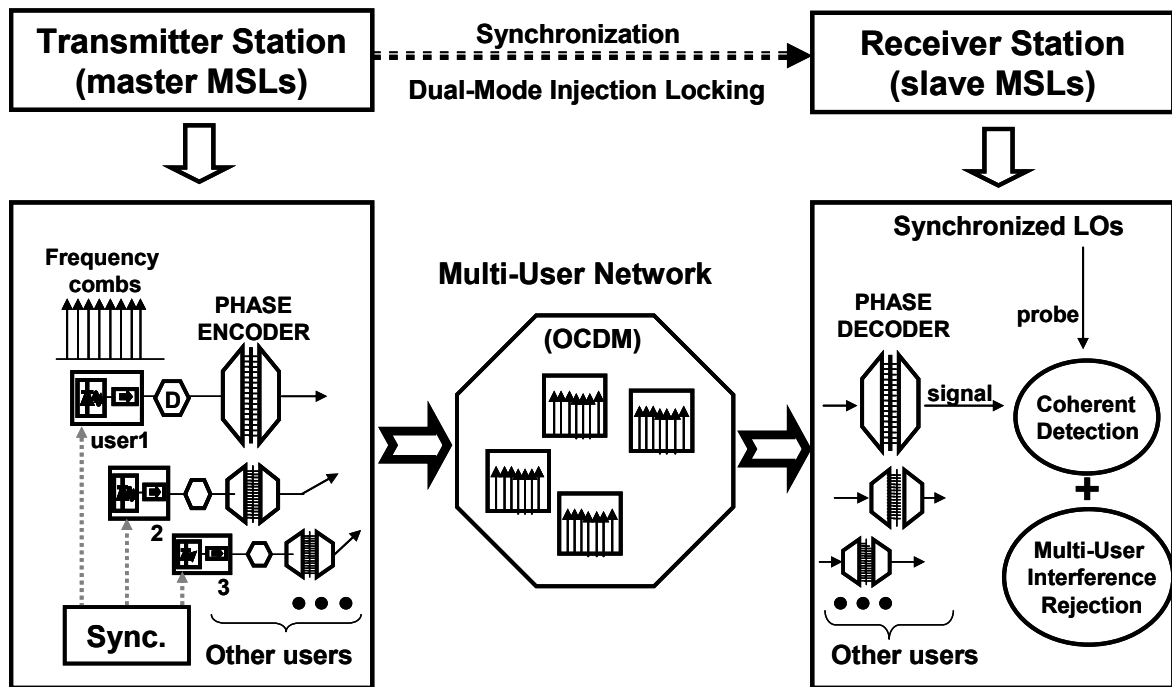 Transmitter Station
(master MSLs)
Synchronization
Dual-Mode Injection Locking
Receiver Station
(slave MSLs)
Frequency
combs
PHASE
ENCODER
D
user1
2
3
Sync.
Other users
Multi-User Network
(OCDM)
Synchronized LOs
PHASE
DECODER
probe
signal
Coherent
Detection
+
Multi-User
Interference
Rejection
Other users